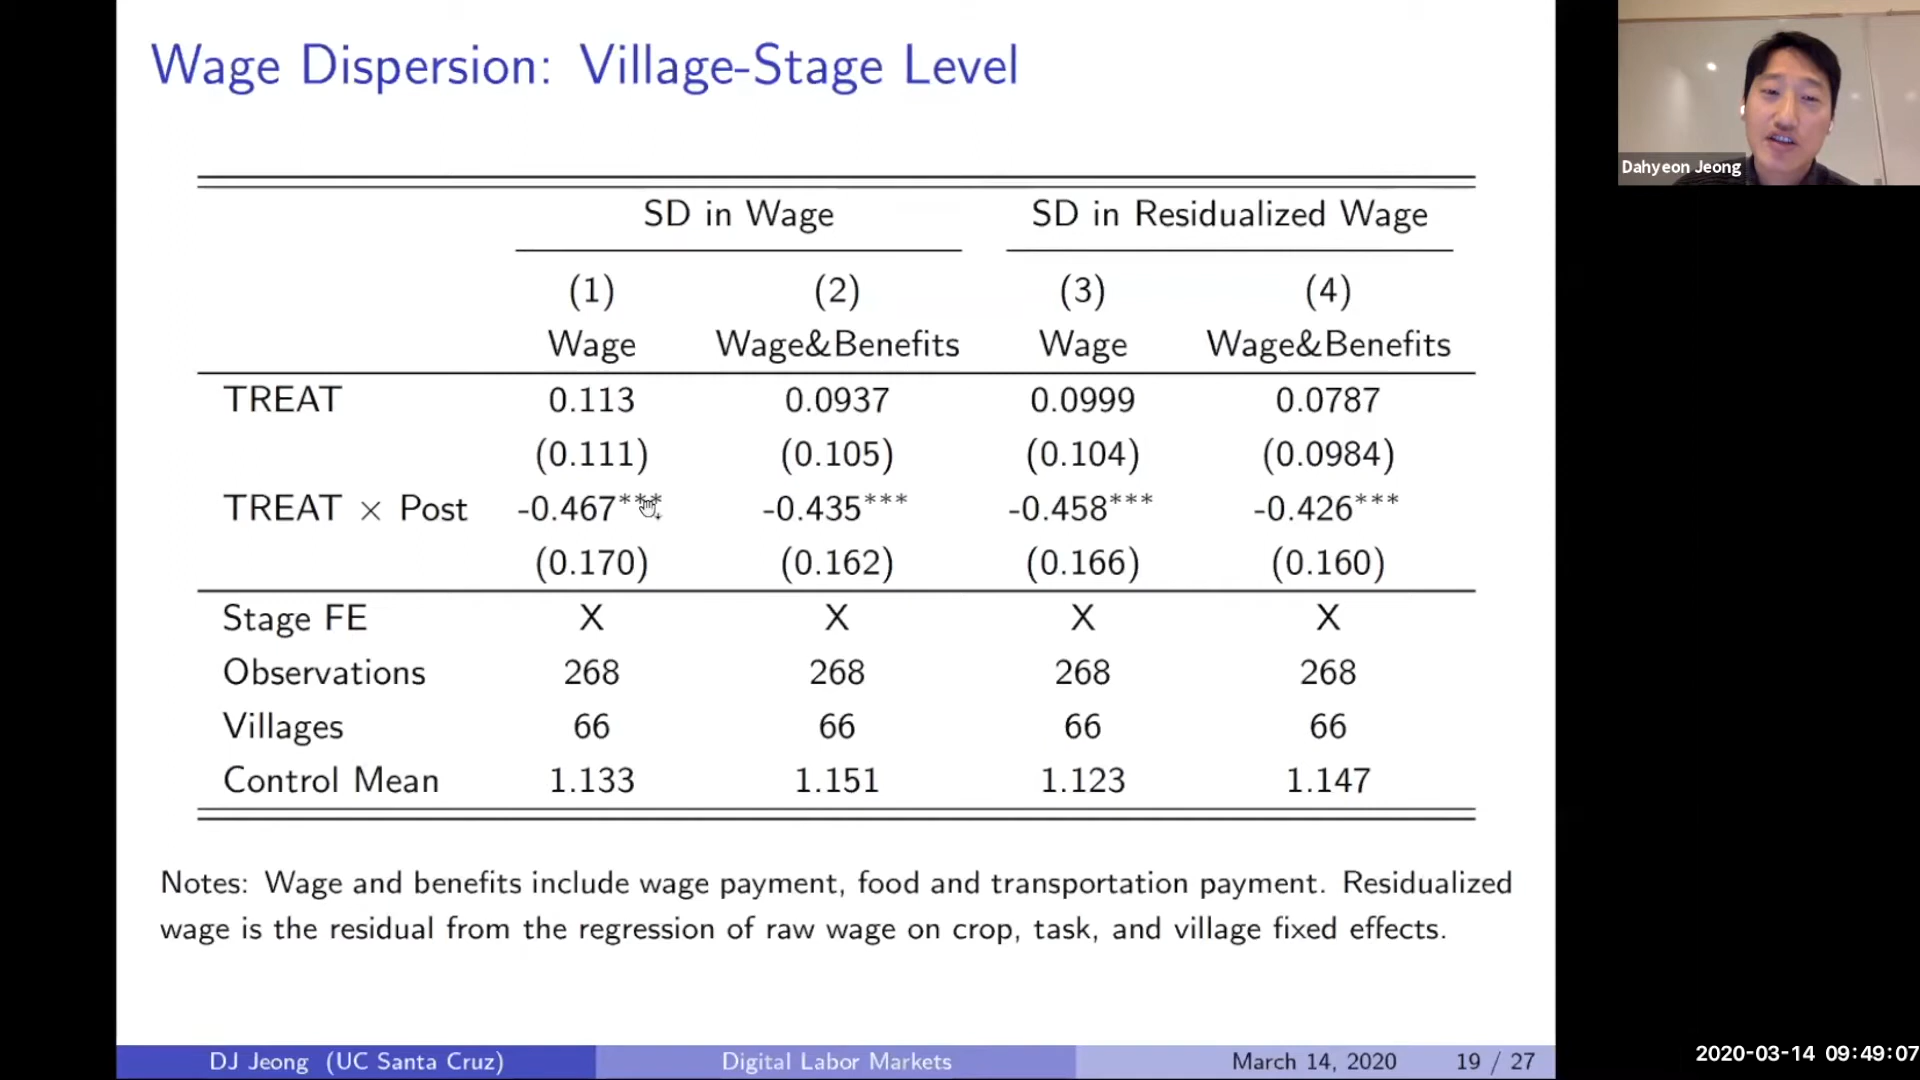 Wage Dispersion: Village-Stage Level
SD in Wage SD in Residualized Wage
(1) (2) (3) (4)
Wage Wage&Benefits Wage Wage&Benefits
TREAT 0.113 0.0937 0.0999 0.0787
(0.111) (0.105) (0.104) (0.0984)
TREAT × Post -0.467*** -0.435*** -0.458*** -0.426***
(0.170) (0.162) (0.166) (0.160)
Stage FE X X X X
Observations 268 268 268 268
Villages 66 66 66 66
Control Mean 1.133 1.151 1.123 1.147
Notes: Wage and benefits include wage payment, food and transportation payment. Residualized
wage is the residual from the regression of raw wage on crop, task, and village fixed effects.
DJ Jeong (UC Santa Cruz) Digital Labor Markets March 14, 2020 19 / 27
Dahyeon Jeong
2020-03-14 09:49:07